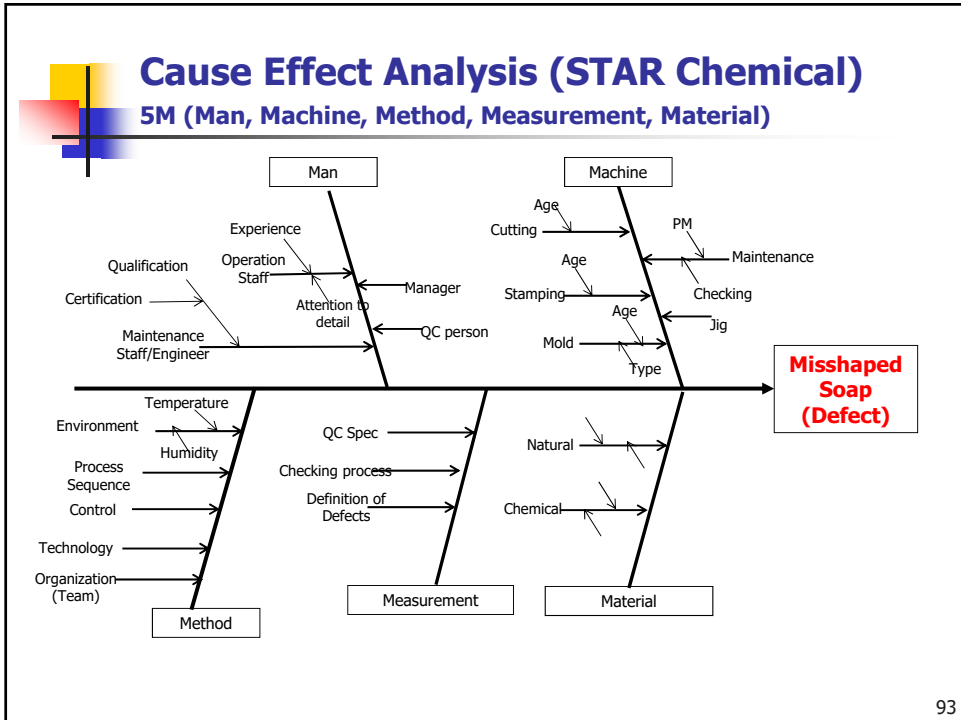 Cause Effect Analysis (STAR Chemical)
5M (Man, Machine, Method, Measurement, Material)
Man
Machine
Experience
Operation
Staff
Qualification
Certification
Attention to
detail
Maintenance
Staff/Engineer
Manager
QC person
Age
Cutting
PM
Maintenance
Age
Checking
Stamping
Age
Jig
Mold
Type
Misshaped
Soap
(Defect)
Temperature
Environment
Humidity
Process
Sequence
Control
Technology
Organization
(Team)
Method
QC Spec
Checking process
Definition of
Defects
Measurement
Natural
Chemical
Material
93